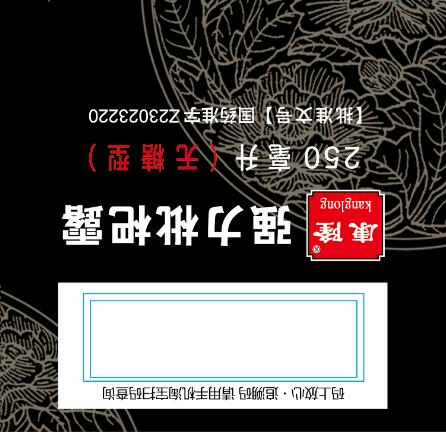 码上放心·追溯码 请用手机淘宝扫码查询
康隆®
kanglong
强力枇杷露
250 毫升（无糖型）
【批准文号】国药准字 Z23023220